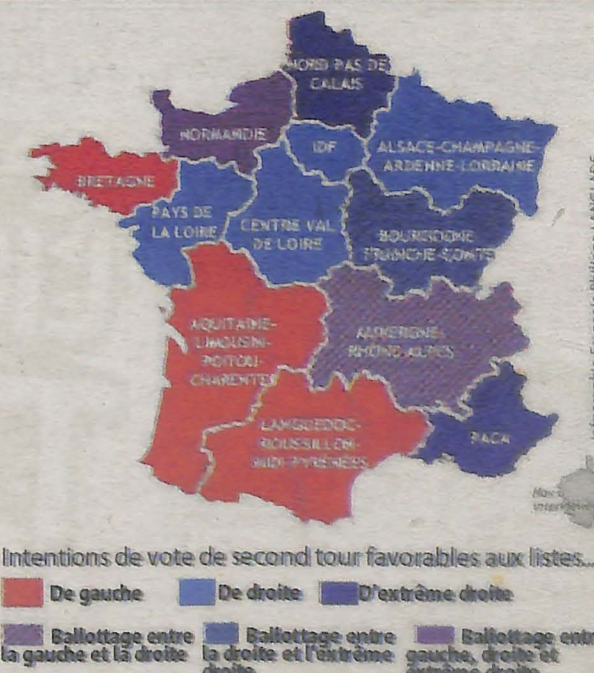 NORD PAS DE
CALAIS
NORMANDIE
IDF
ALSACE-CHAMPAGNE-
ARDENNE-LORRAINE
BRETAGNE
PAYS DE
LA LOIRE
CENTRE VAL
DE LOIRE
BOURGOGNE
FRANCHE-COMTÉ
AQUITAINE-
LIMOUSIN-
POITOU-
CHARENTES
AUVERGNE-
RHÔNE-ALPES
LANGUEDOC-
ROUSSILLON-
MIDI-PYRÉNÉES
PACA
Intentions de vote de second tour favorables aux listes...
De gauche
De droite
D'extrême droite
Ballottage entre
la gauche et la droite
Ballottage entre
la droite et l'extrême
droite
Ballottage entr
gauche, droite et
extrême droite